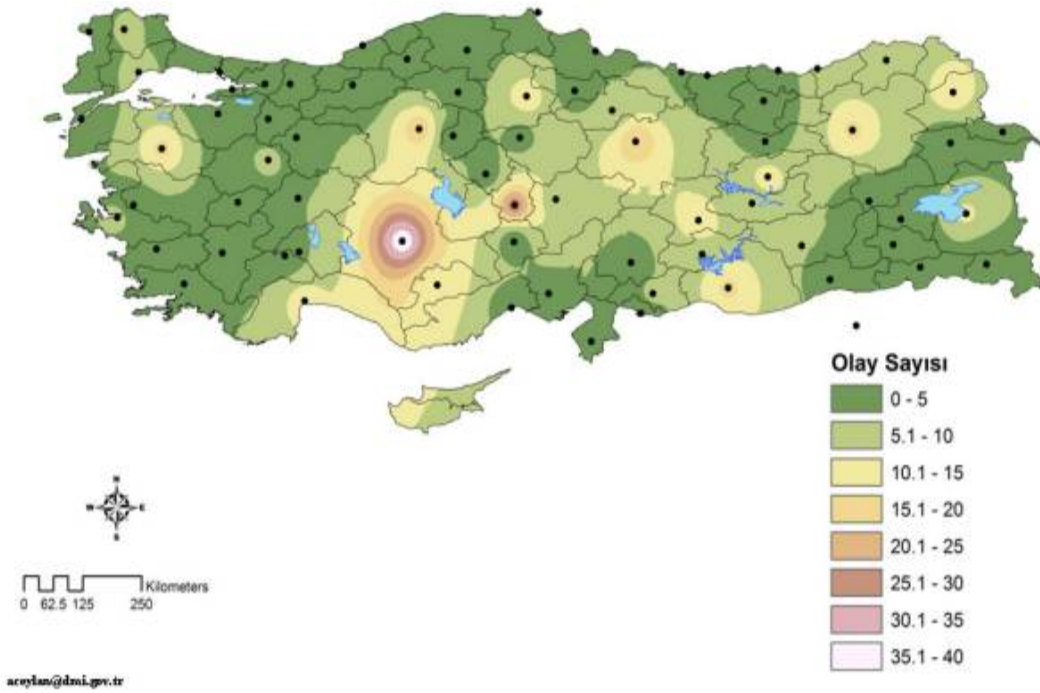 Olay Sayısı
0 - 5
5.1 - 10
10.1 - 15
15.1 - 20
20.1 - 25
25.1 - 30
30.1 - 35
35.1 - 40
N
W E
S
Kilometers
0 62.5 125 250
aceylan@dmi.gov.tr